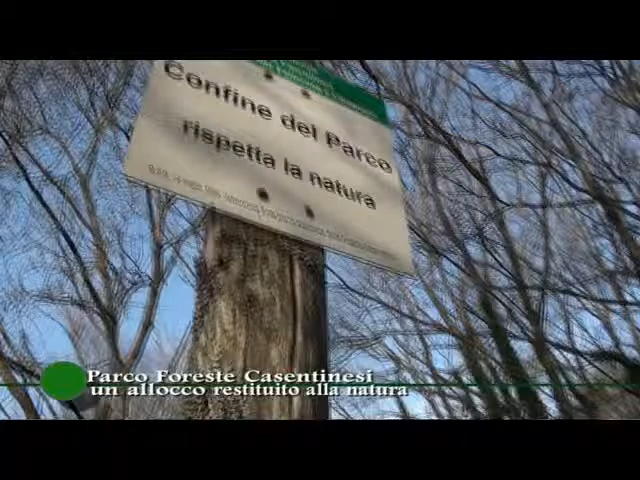 Confine del Parco
rispetta la natura
Parco Foreste Casentinesi
un allocco restituito alla natura